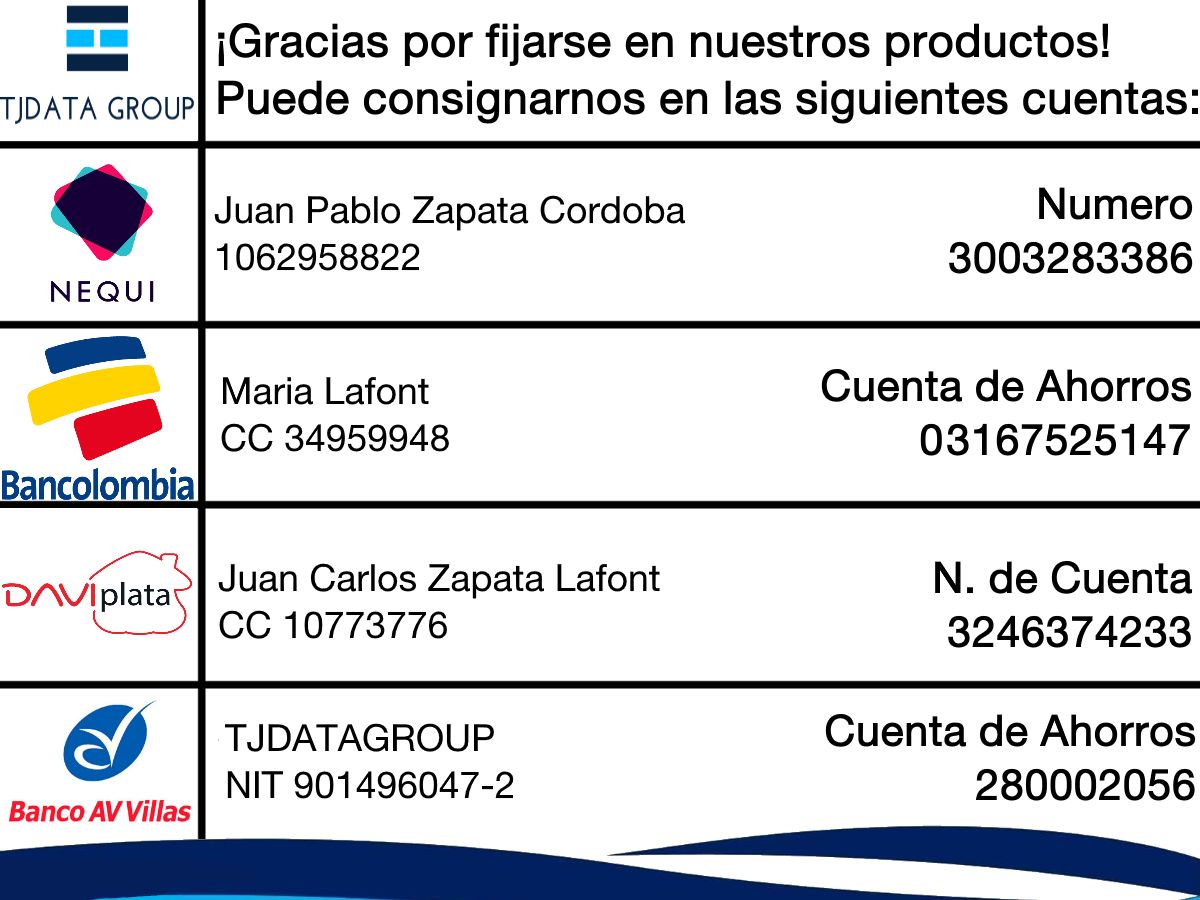 TJDATA GROUP
¡Gracias por fijarse en nuestros productos!
Puede consignarnos en las siguientes cuentas:
NEQUI
Juan Pablo Zapata Cordoba
1062958822
Numero
3003283386
Bancolombia
Maria Lafont
CC 34959948
Cuenta de Ahorros
03167525147
DAVIplata
Juan Carlos Zapata Lafont
CC 10773776
N. de Cuenta
3246374233
Banco AV Villas
TJDATAGROUP
NIT 901496047-2
Cuenta de Ahorros
280002056